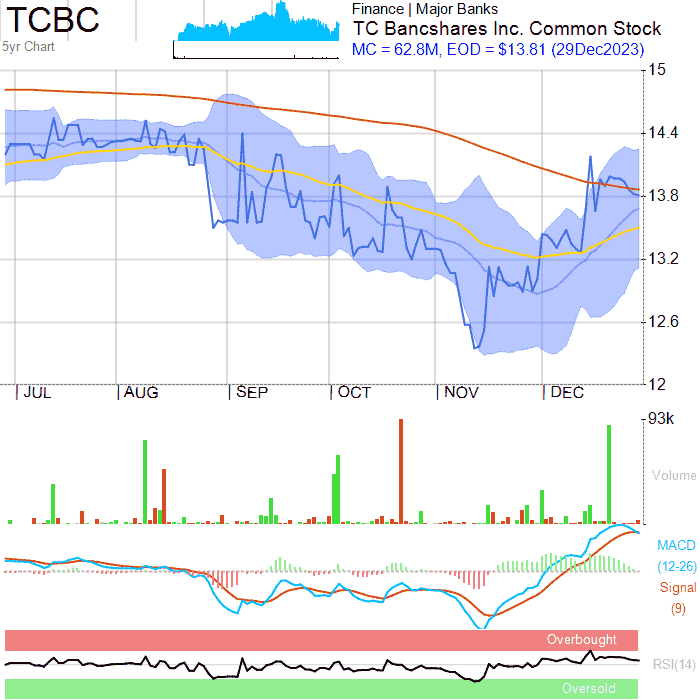 TCBC
5yr Chart
Finance | Major Banks
TC Bancshares Inc. Common Stock
MC = 62.8M, EOD = $13.81 (29Dec2023)
15
14.4
13.8
13.2
12.6
12
JUL AUG SEP OCT NOV DEC
93k
Volume
MACD
(12-26)
Signal
(9)
Overbought
RSI(14)
Oversold